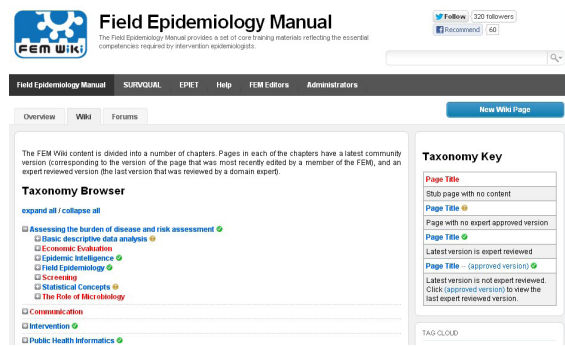 FEM Wiki
Field Epidemiology Manual
The Field Epidemiology Manual provides a set of core training materials reflecting the essential
competencies required by intervention epidemiologists.
Follow 320 followers
Recommend 60
Field Epidemiology Manual SURVQUAL EPIET Help FEM Editors Administrators
Overview Wiki Forums
New Wiki Page
The FEM Wiki content is divided into a number of chapters. Pages in each of the chapters have a latest community
version (corresponding to the version of the page that was most recently edited by a member of the FEM), and an
expert reviewed version (the last version that was reviewed by a domain expert).
Taxonomy Browser
expand all / collapse all
Assessing the burden of disease and risk assessment
Basic descriptive data analysis
Economic Evaluation
Epidemic Intelligence
Field Epidemiology
Screening
Statistical Concepts
The Role of Microbiology
Communication
Intervention
Public Health Informatics
Taxonomy Key
Page Title
Stub page with no content
Page Title
Page with no expert approved version
Page Title
Latest version is expert reviewed
Page Title -- (approved version)
Latest version is not expert reviewed.
Click (approved version) to view the
last expert reviewed version.
TAG CLOUD